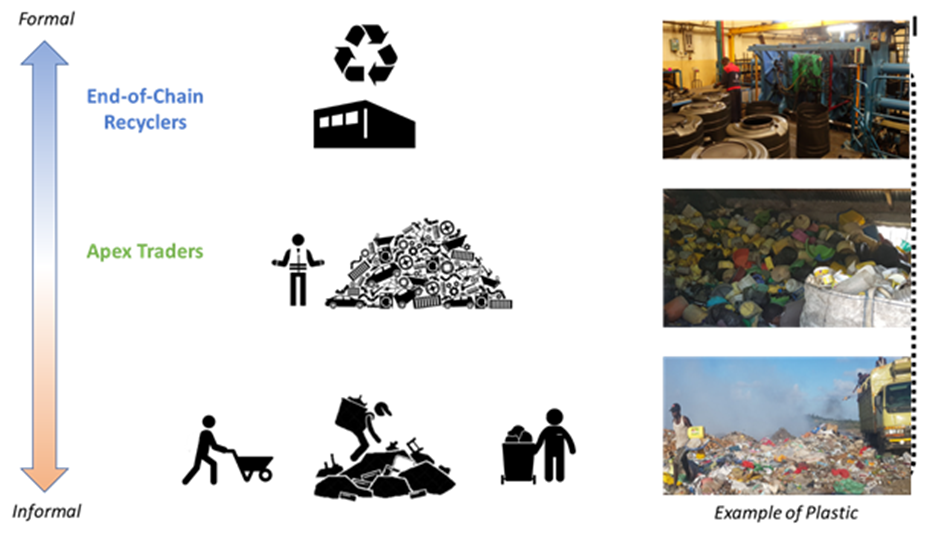 Formal
End-of-Chain
Recyclers
Apex Traders
Informal
Example of Plastic